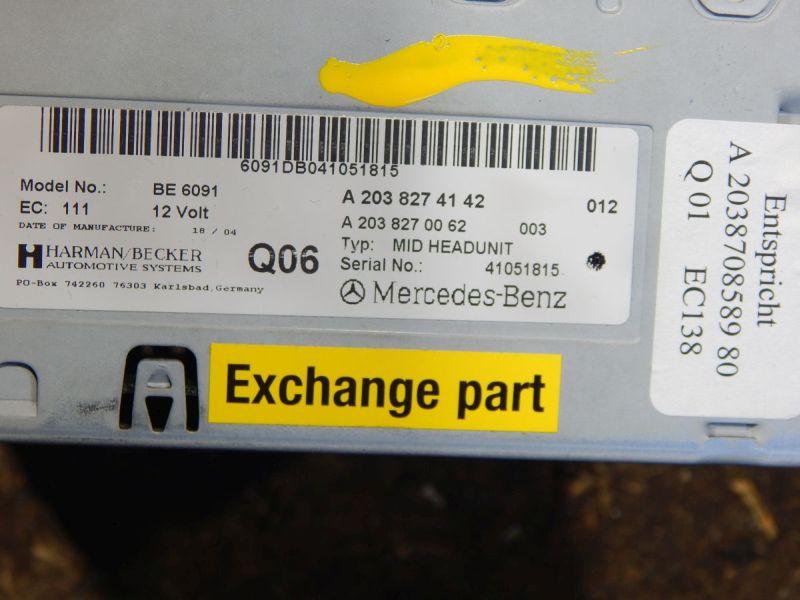 6091DB041051815
Model No.: BE 6091
EC: 111 12 Volt
DATE OF MANUFACTURE: 18 / 04
HARMAN/BECKER
AUTOMOTIVE SYSTEMS
PO-Box 742260 76303 Karlsbad, Germany
Q06
A 203 827 41 42 012
A 203 827 00 62 003
Typ: MID HEADUNIT
Serial No.: 41051815
Mercedes-Benz
Exchange part
Entspricht
A 2038708589 80
Q 01 EC138